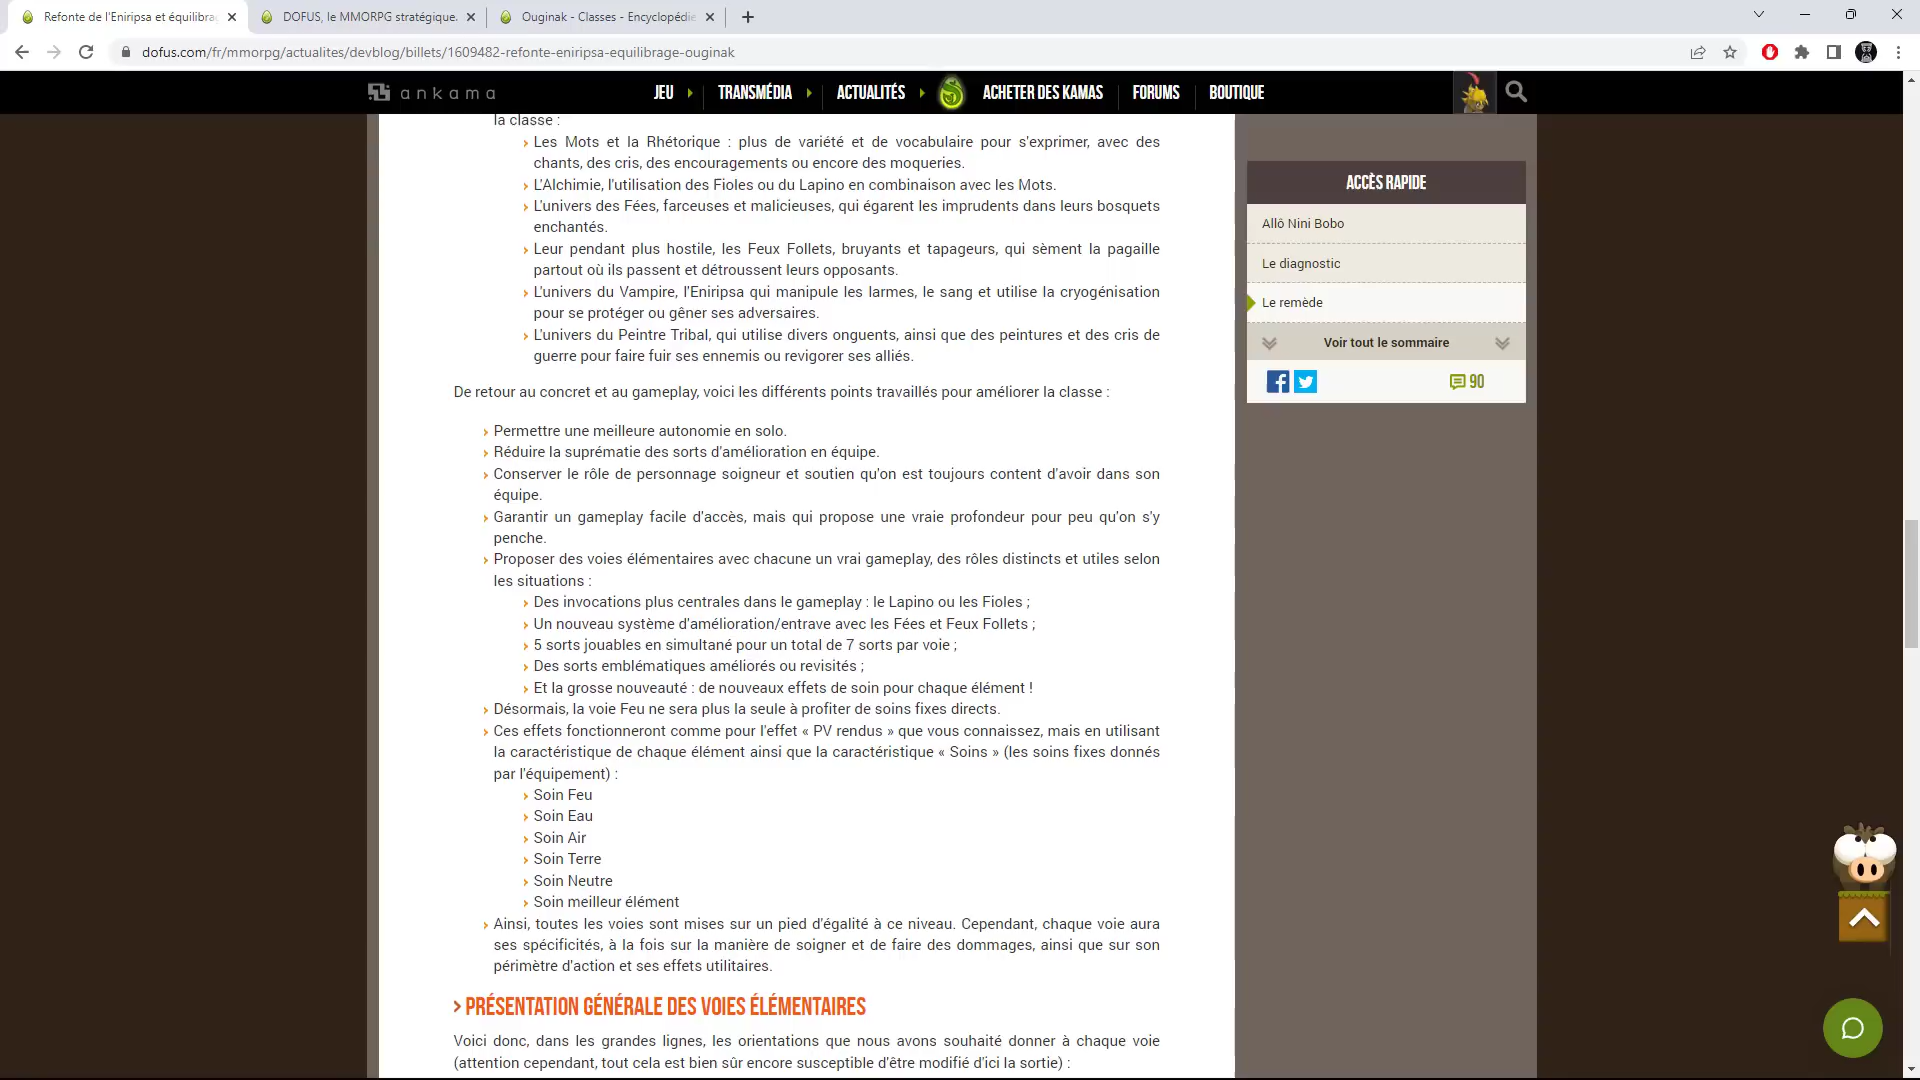 Refonte de l'Eniripsa et équilibra
DOFUS, le MMORPG stratégique.
Ouginak - Classes - Encyclopédie
dofus.com/fr/mmorpg/actualites/devblog/billets/1609482-refonte-eniripsa-equilibrage-ouginak
ankama
JEU
TRANSMÉDIA
ACTUALITÉS
ACHETER DES KAMAS
FORUMS
BOUTIQUE
la classe :
Les Mots et la Rhétorique : plus de variété et de vocabulaire pour s'exprimer, avec des
chants, des cris, des encouragements ou encore des moqueries.
L'Alchimie, l'utilisation des Fioles ou du Lapino en combinaison avec les Mots.
L'univers des Fées, farceuses et malicieuses, qui égarent les imprudents dans leurs bosquets
enchantés.
Leur pendant plus hostile, les Feux Follets, bruyants et tapageurs, qui sèment la pagaille
partout où ils passent et détroussent leurs opposants.
L'univers du Vampire, l'Eniripsa qui manipule les larmes, le sang et utilise la cryogénisation
pour se protéger ou gêner ses adversaires.
L'univers du Peintre Tribal, qui utilise divers onguents, ainsi que des peintures et des cris de
guerre pour faire fuir ses ennemis ou revigorer ses alliés.
De retour au concret et au gameplay, voici les différents points travaillés pour améliorer la classe :
Permettre une meilleure autonomie en solo.
Réduire la suprématie des sorts d'amélioration en équipe.
Conserver le rôle de personnage soigneur et soutien qu'on est toujours content d'avoir dans son
équipe.
Garantir un gameplay facile d'accès, mais qui propose une vraie profondeur pour peu qu'on s'y
penche.
Proposer des voies élémentaires avec chacune un vrai gameplay, des rôles distincts et utiles selon
les situations :
Des invocations plus centrales dans le gameplay : le Lapino ou les Fioles ;
Un nouveau système d'amélioration/entrave avec les Fées et Feux Follets ;
5 sorts jouables en simultané pour un total de 7 sorts par voie ;
Des sorts emblématiques améliorés ou revisités ;
Et la grosse nouveauté : de nouveaux effets de soin pour chaque élément !
Désormais, la voie Feu ne sera plus la seule à profiter de soins fixes directs.
Ces effets fonctionneront comme pour l'effet « PV rendus » que vous connaissez, mais en utilisant
la caractéristique de chaque élément ainsi que la caractéristique « Soins » (les soins fixes donnés
par l'équipement) :
Soin Feu
Soin Eau
Soin Air
Soin Terre
Soin Neutre
Soin meilleur élément
Ainsi, toutes les voies sont mises sur un pied d'égalité à ce niveau. Cependant, chaque voie aura
ses spécificités, à la fois sur la manière de soigner et de faire des dommages, ainsi que sur son
périmètre d'action et ses effets utilitaires.
> PRÉSENTATION GÉNÉRALE DES VOIES ÉLÉMENTAIRES
Voici donc, dans les grandes lignes, les orientations que nous avons souhaité donner à chaque voie
(attention cependant, tout cela est bien sûr encore susceptible d'être modifié d'ici la sortie) :
ACCÈS RAPIDE
Allô Nini Bobo
Le diagnostic
Le remède
Voir tout le sommaire
90